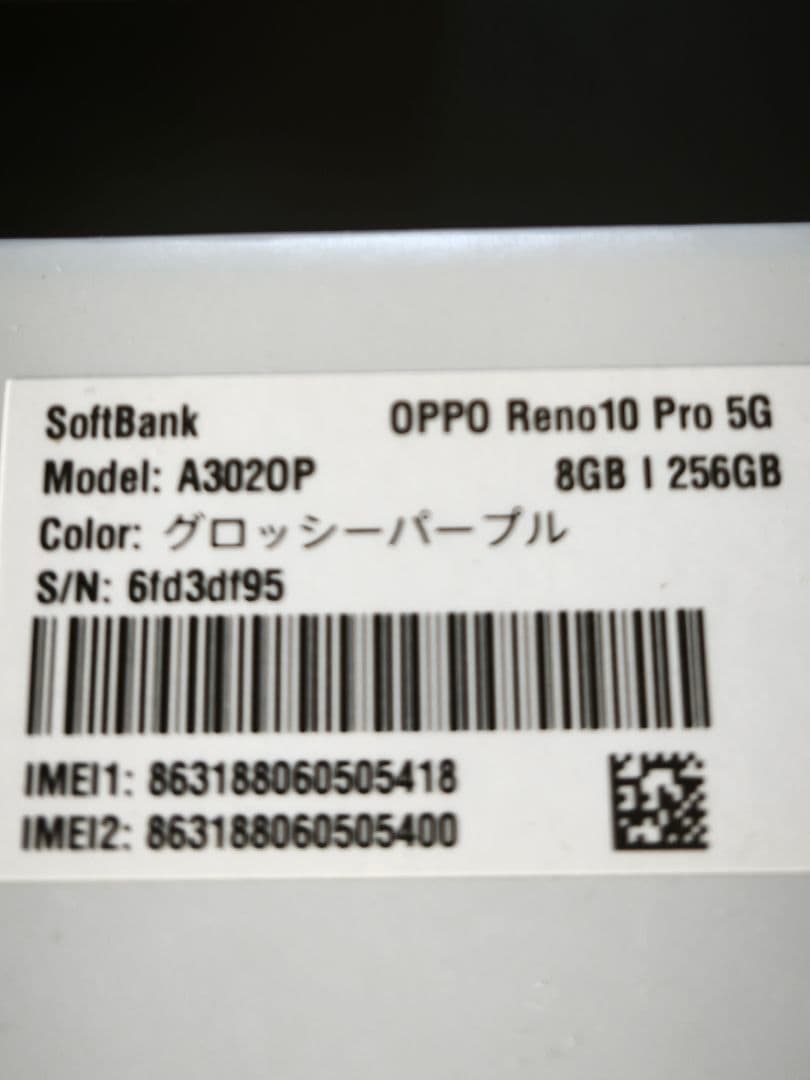 SoftBank OPPO Reno10 Pro 5G
Model: A302OP 8GB | 256GB
Color: グロッシーパープル
S/N: 6fd3df95
IMEI1: 863188060505418
IMEI2: 863188060505400